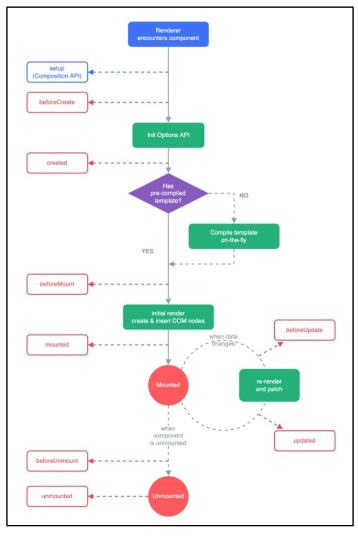 Renderer
encounters component
setup
(Composition API)
beforeCreate
Init Options API
created
Has
pre-compiled
template?
NO
Compile template
on-the-fly
YES
beforeMount
initial render
create & insert DOM nodes
mounted
when data
changes
beforeUpdate
Mounted
re-render
and patch
when
component
is unmounted
updated
beforeUnmount
unmounted
Unmounted